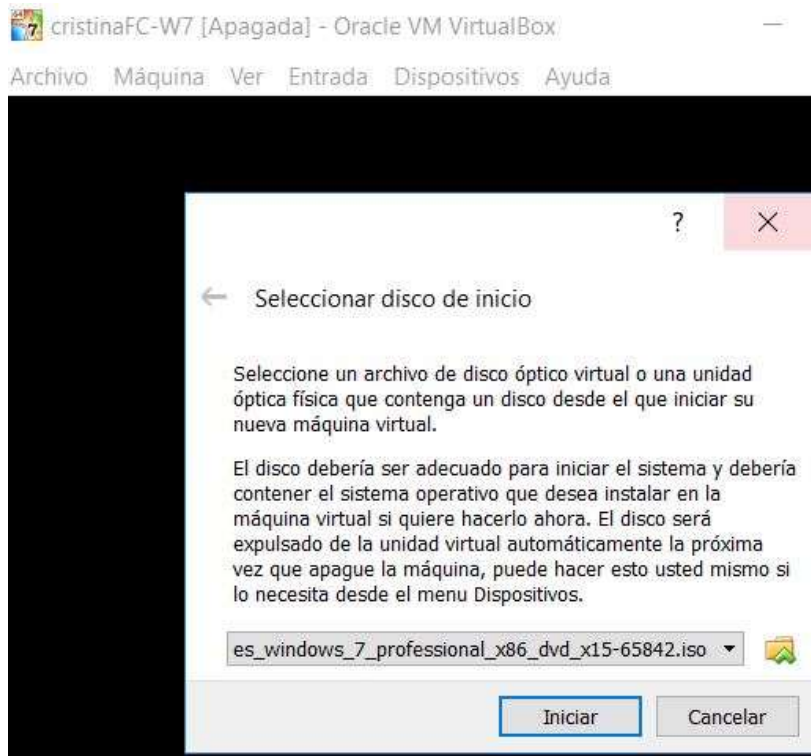 cristinaFC-W7 [Apagada] - Oracle VM VirtualBox
Archivo Máquina Ver Entrada Dispositivos Ayuda
?
Seleccionar disco de inicio
Seleccione un archivo de disco óptico virtual o una unidad
óptica física que contenga un disco desde el que iniciar su
nueva máquina virtual.
El disco debería ser adecuado para iniciar el sistema y debería
contener el sistema operativo que desea instalar en la
máquina virtual si quiere hacerlo ahora. El disco será
expulsado de la unidad virtual automáticamente la próxima
vez que apague la máquina, puede hacer esto usted mismo si
lo necesita desde el menu Dispositivos.
es_windows_7_professional_x86_dvd_x15-65842.iso
Iniciar Cancelar